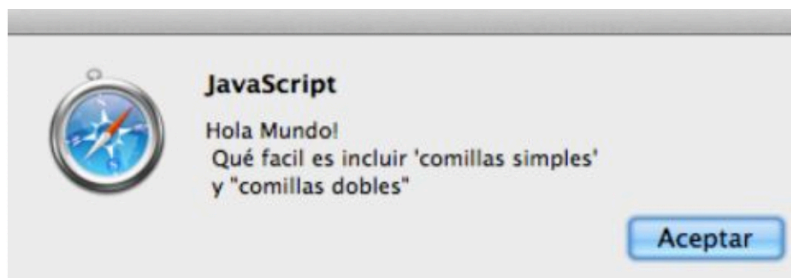 JavaScript
Hola Mundo!
Qué facil es incluir 'comillas simples'
y "comillas dobles"
Aceptar